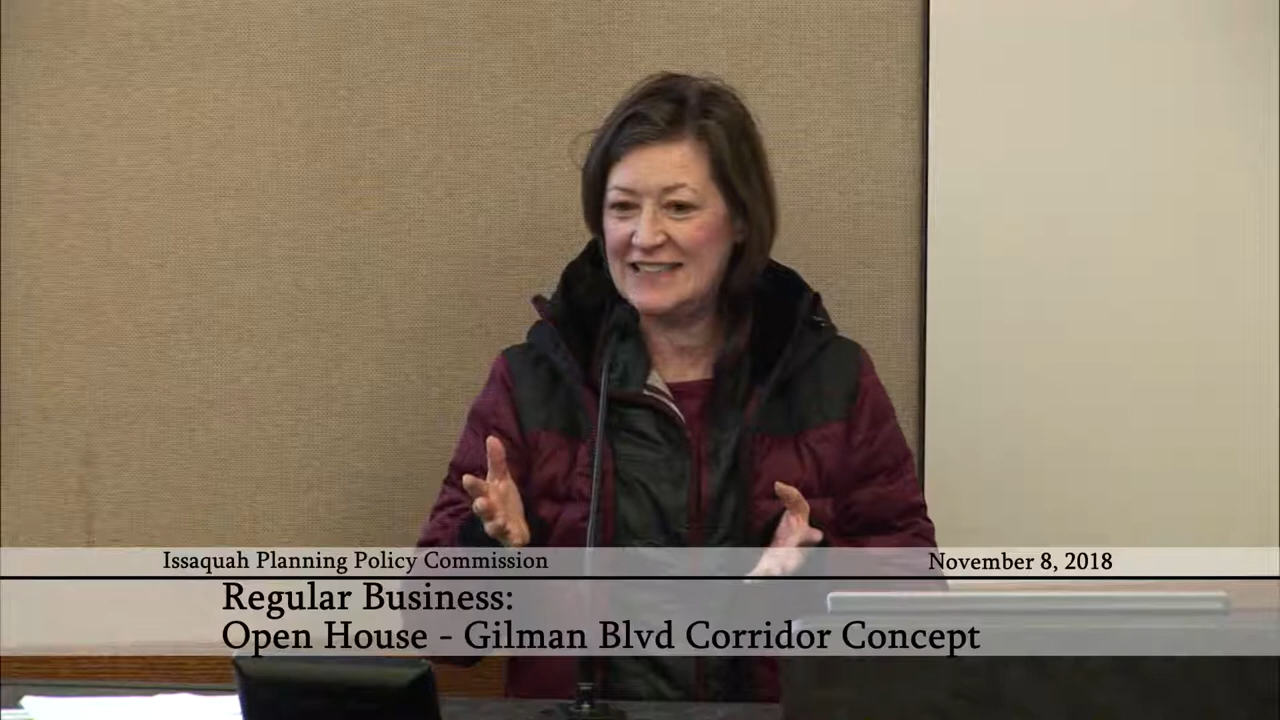 Issaquah Planning Policy Commission
November 8, 2018
Regular Business:
Open House - Gilman Blvd Corridor Concept